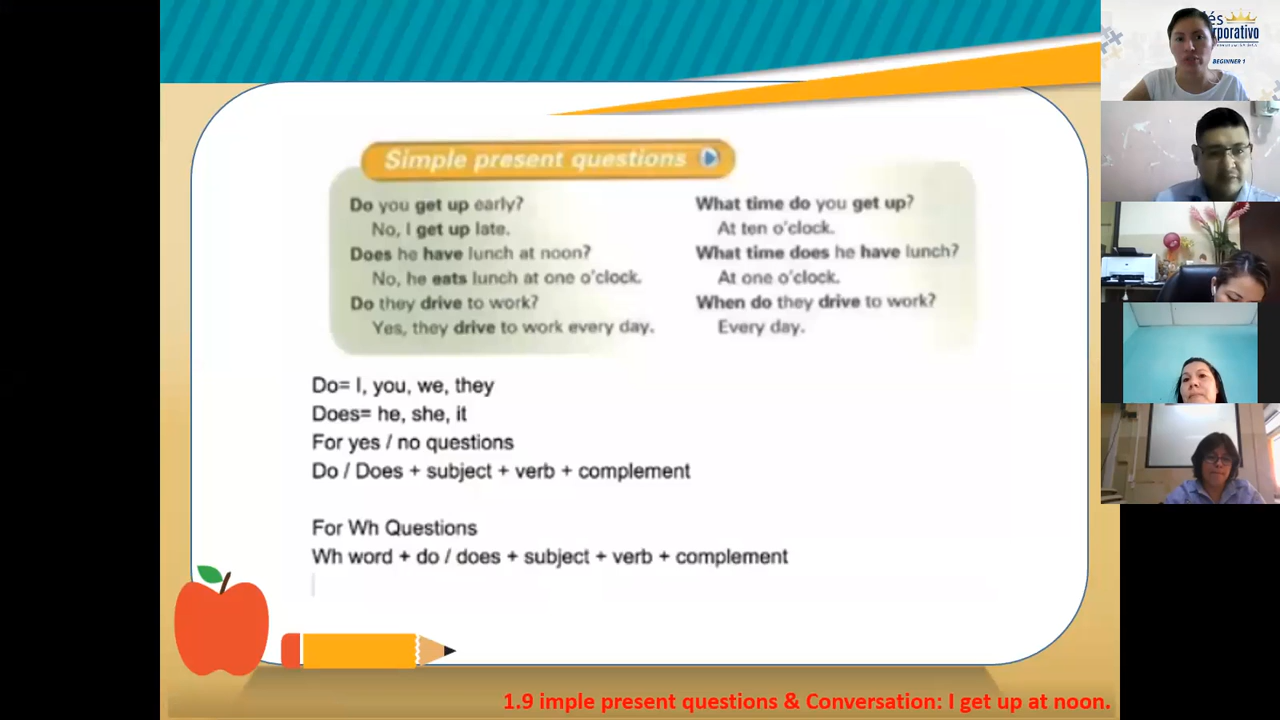 Simple present questions
Do you get up early?
No, I get up late.
Does he have lunch at noon?
No, he eats lunch at one o'clock.
Do they drive to work?
Yes, they drive to work every day.
What time do you get up?
At ten o'clock.
What time does he have lunch?
At one o'clock.
When do they drive to work?
Every day.
Do= I, you, we, they
Does= he, she, it
For yes / no questions
Do / Does + subject + verb + complement
For Wh Questions
Wh word + do / does + subject + verb + complement
1.9 imple present questions & Conversation: I get up at noon.
BEGINNER 1